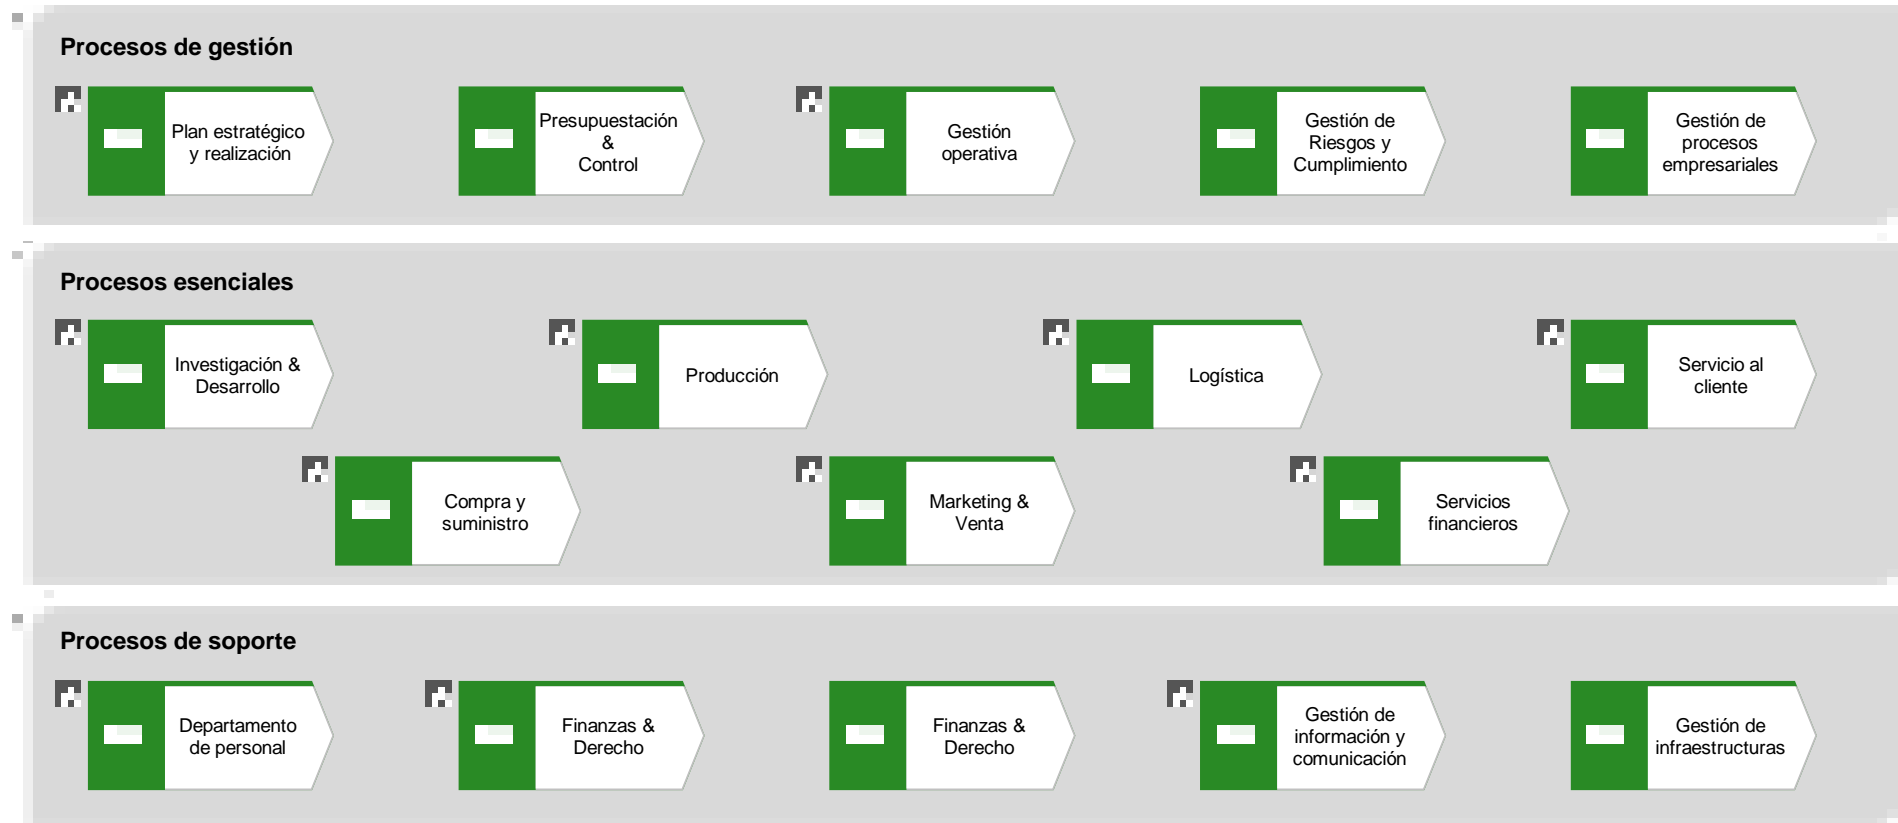 Procesos de gestión
Plan estratégico
y realización
Presupuestación
&
Control
Gestión
operativa
Gestión de
Riesgos y
Cumplimiento
Gestión de
procesos
empresariales
Procesos esenciales
Investigación &
Desarrollo
Producción
Logística
Servicio al
cliente
Compra y
suministro
Marketing &
Venta
Servicios
financieros
Procesos de soporte
Departamento
de personal
Finanzas &
Derecho
Finanzas &
Derecho
Gestión de
información y
comunicación
Gestión de
infraestructuras